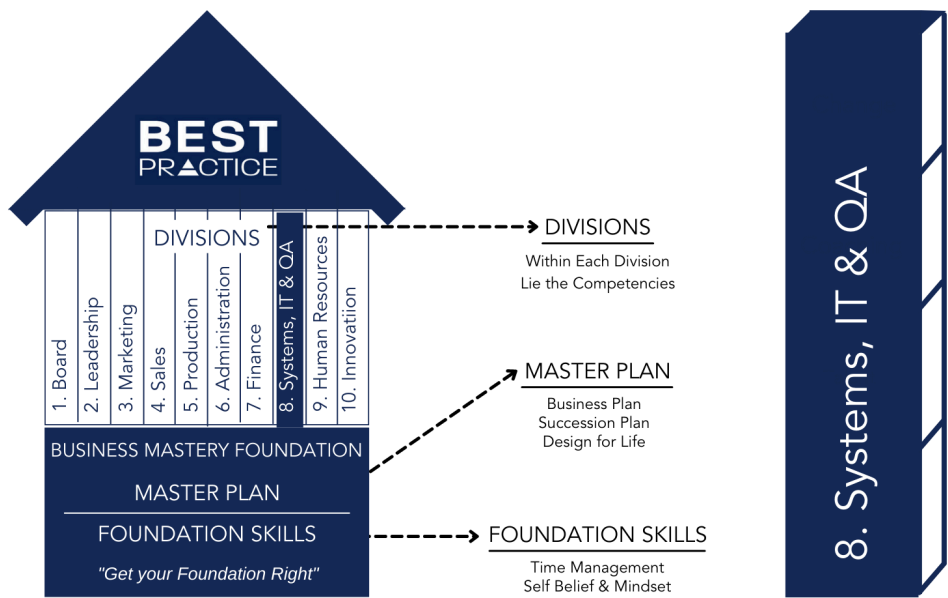 BEST
PRACTICE
DIVISIONS
1. Board
2. Leadership
3. Marketing
4. Sales
5. Production
6. Administration
7. Finance
8. Systems, IT & QA
9. Human Resources
10. Innovatiion
BUSINESS MASTERY FOUNDATION
MASTER PLAN
FOUNDATION SKILLS
"Get your Foundation Right"
DIVISIONS
Within Each Division
Lie the Competencies
MASTER PLAN
Business Plan
Succession Plan
Design for Life
FOUNDATION SKILLS
Time Management
Self Belief & Mindset
8. Systems, IT & QA